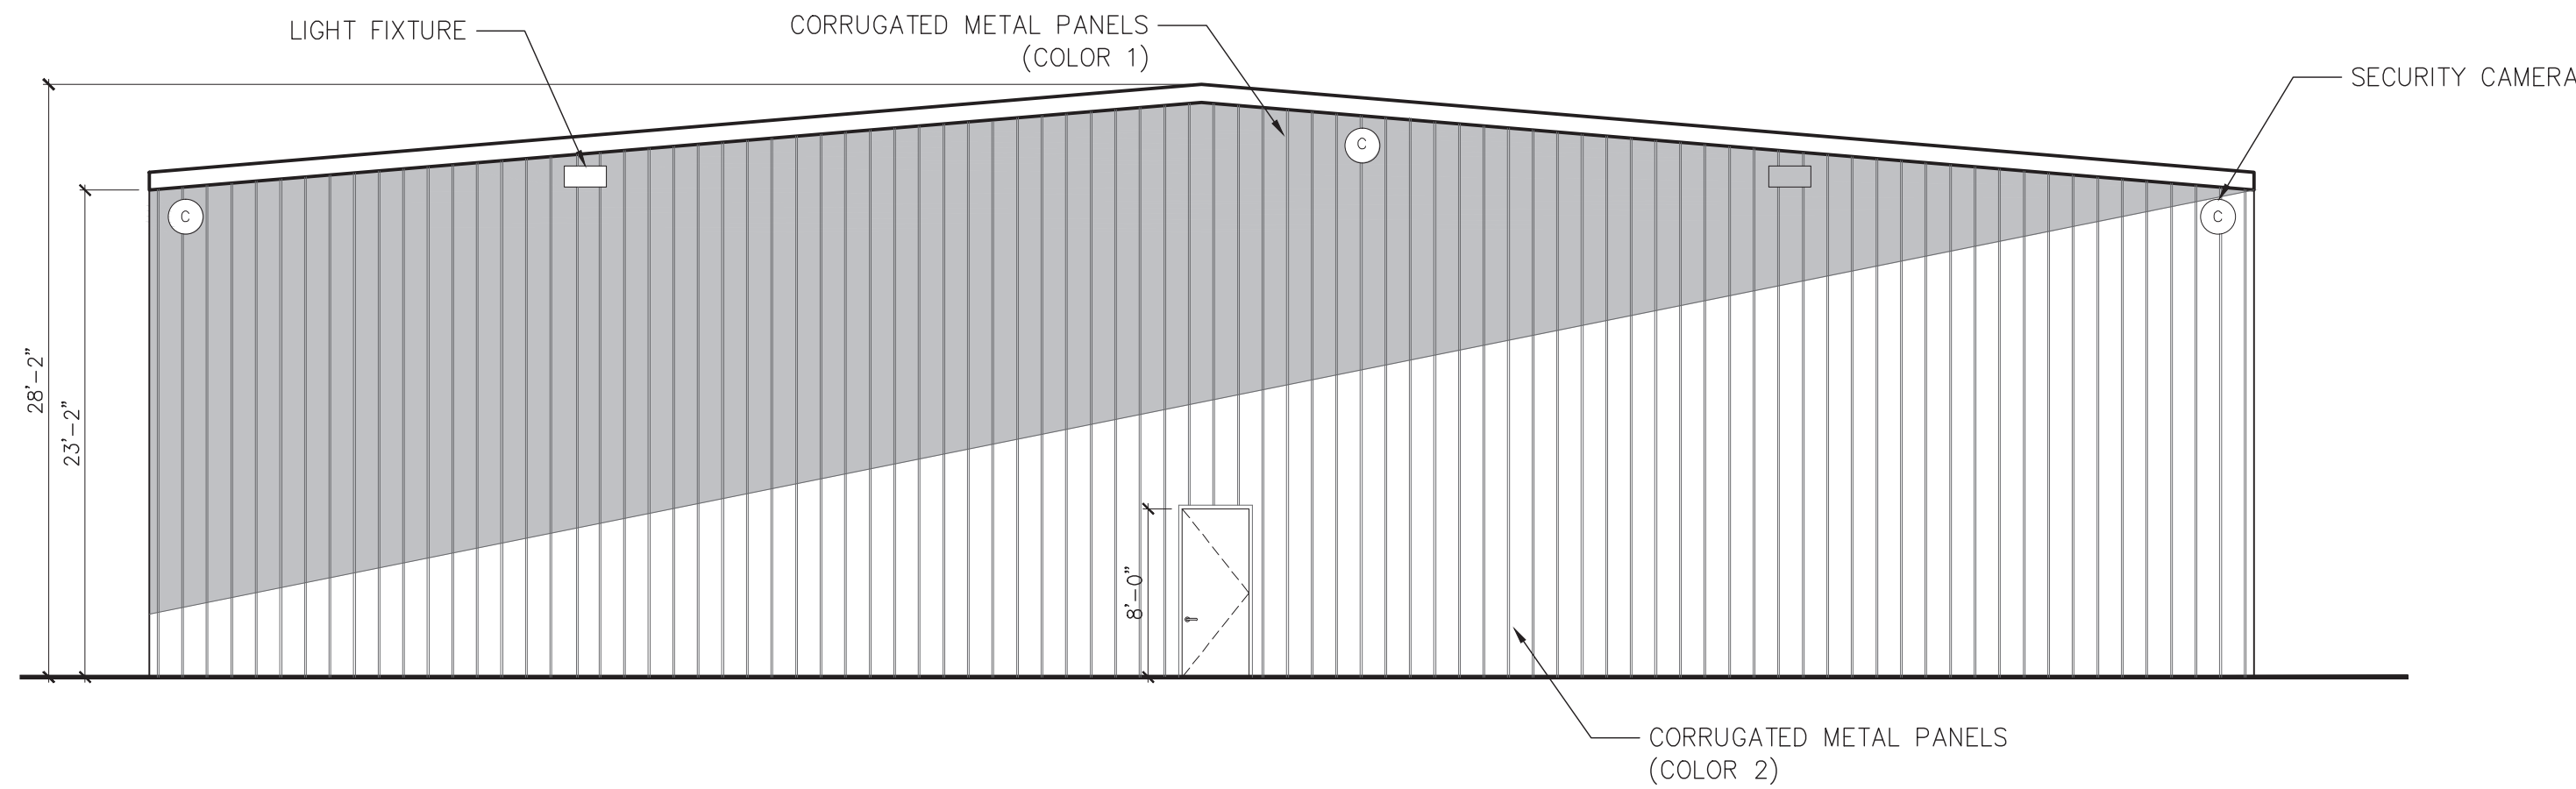 LIGHT FIXTURE
CORRUGATED METAL PANELS
(COLOR 1)
SECURITY CAMERA
C
C
C
28'-2"
23'-2"
8'-0"
CORRUGATED METAL PANELS
(COLOR 2)